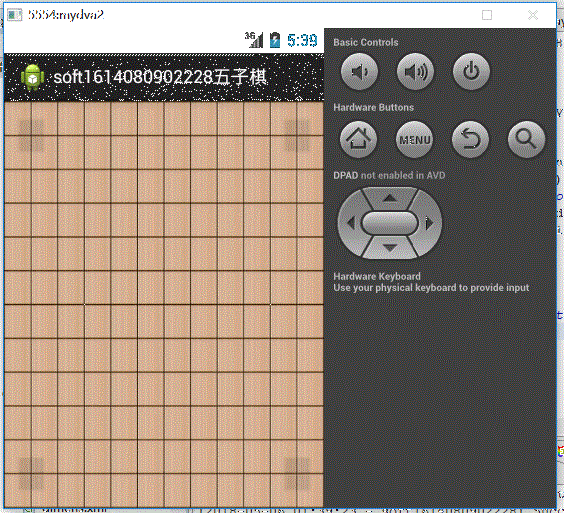 5554:mydva2
3G 5:39
soft1614080902228五子棋
Basic Controls
Hardware Buttons
MENU
DPAD not enabled in AVD
Hardware Keyboard
Use your physical keyboard to provide input